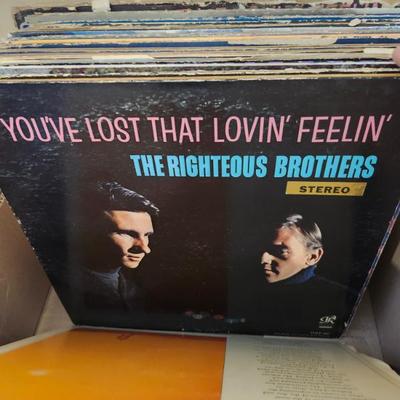 YOU'VE LOST THAT LOVIN' FEELIN'
THE RIGHTEOUS BROTHERS
STEREO